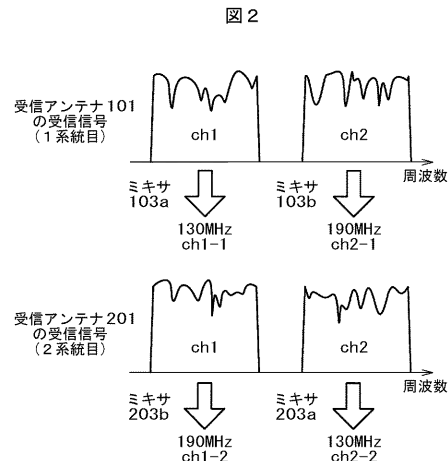 図２
受信アンテナ101
の受信信号
（１系統目）
ch1
ch2
周波数
ミキサ
103a
ミキサ
103b
130MHz
ch1-1
190MHz
ch2-1
受信アンテナ201
の受信信号
（２系統目）
ch1
ch2
周波数
ミキサ
203b
ミキサ
203a
190MHz
ch1-2
130MHz
ch2-2